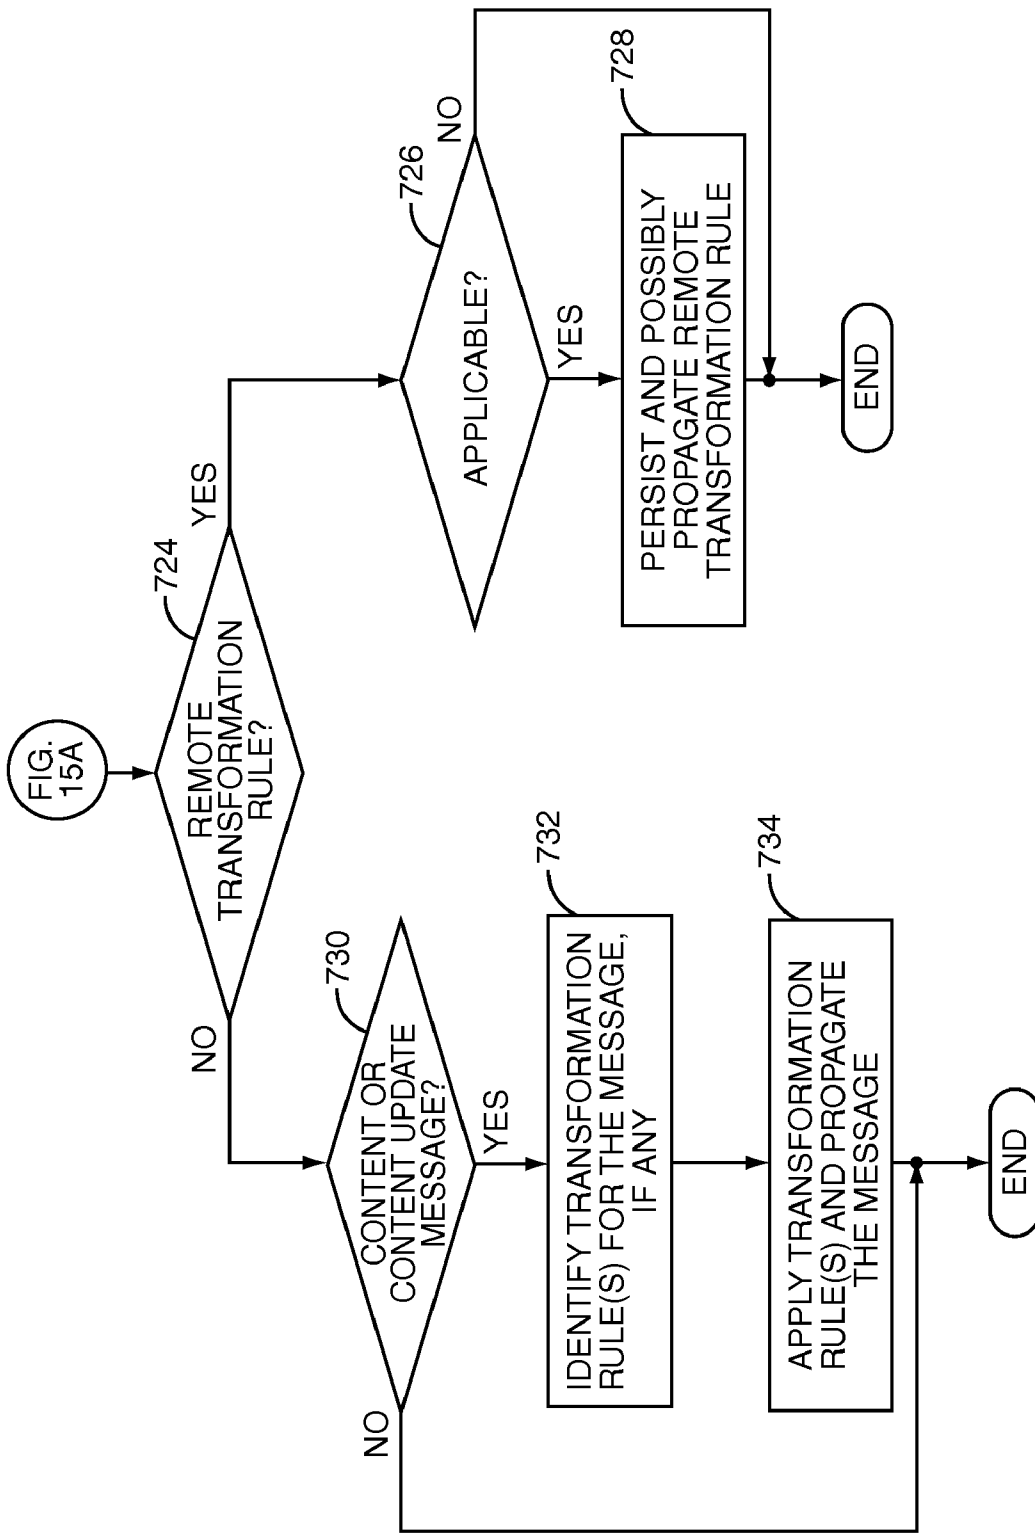 FIG.
15A
724
REMOTE
TRANSFORMATION
RULE?
YES
NO
726
APPLICABLE?
NO
YES
728
PERSIST AND POSSIBLY
PROPAGATE REMOTE
TRANSFORMATION RULE
END
730
CONTENT OR
CONTENT UPDATE
MESSAGE?
NO
YES
732
IDENTIFY TRANSFORMATION
RULE(S) FOR THE MESSAGE,
IF ANY
734
APPLY TRANSFORMATION
RULE(S) AND PROPAGATE
THE MESSAGE
END